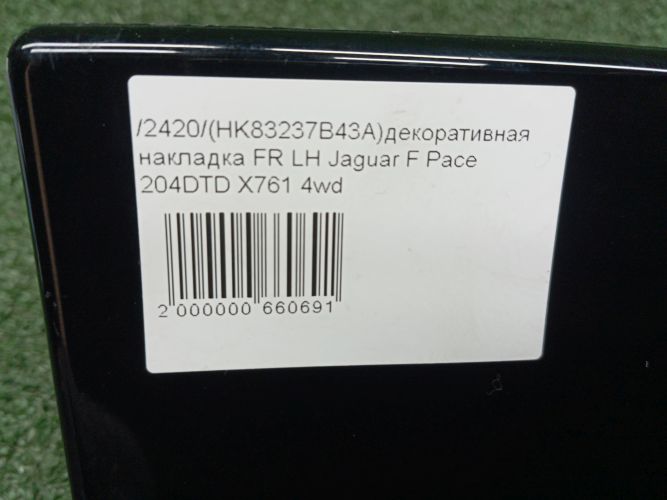 /2420/(HK83237B43A)декоративная
накладка FR LH Jaguar F Pace
204DTD X761 4wd
2 000000 660691